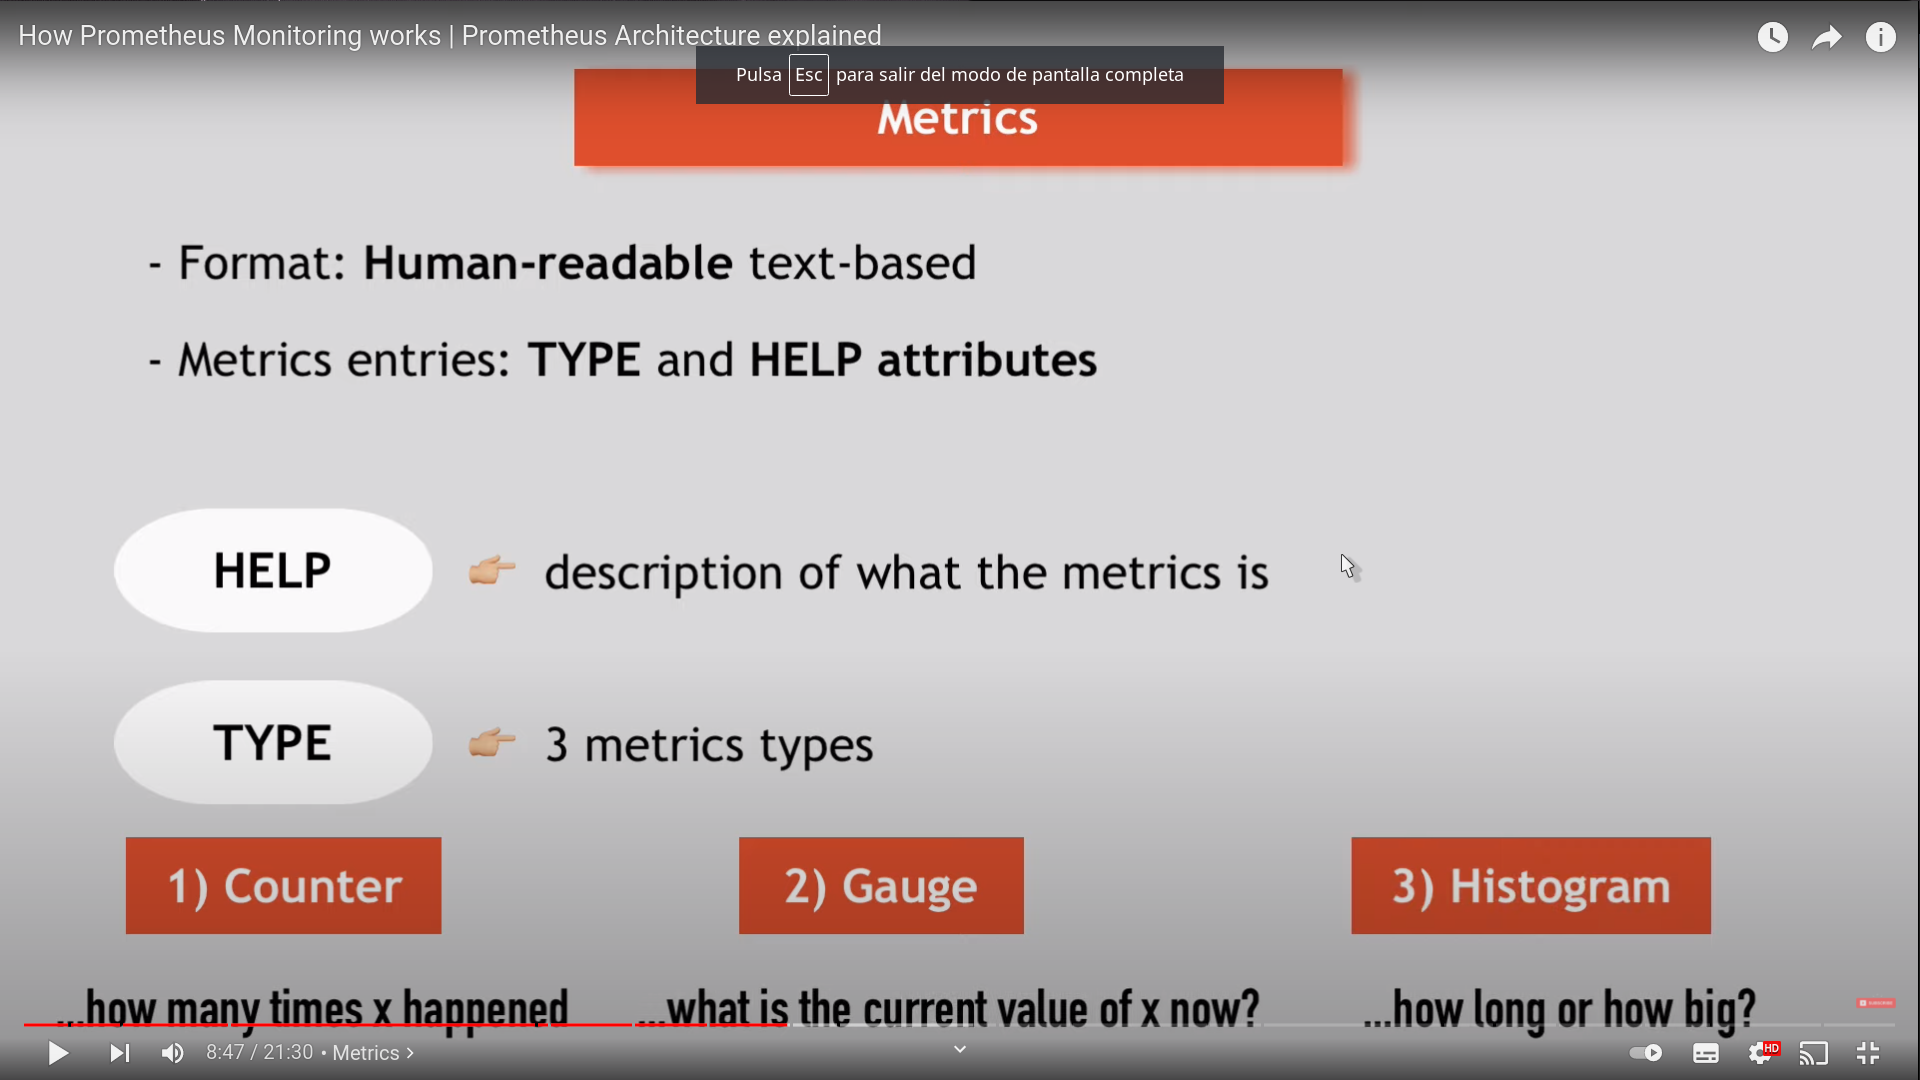 How Prometheus Monitoring works | Prometheus Architecture explained
Pulsa Esc para salir del modo de pantalla completa
Metrics
- Format: Human-readable text-based
- Metrics entries: TYPE and HELP attributes
HELP
description of what the metrics is
TYPE
3 metrics types
1) Counter
2) Gauge
3) Histogram
...how many times x happened
...what is the current value of x now?
...how long or how big?
8:47 / 21:30 • Metrics
HD